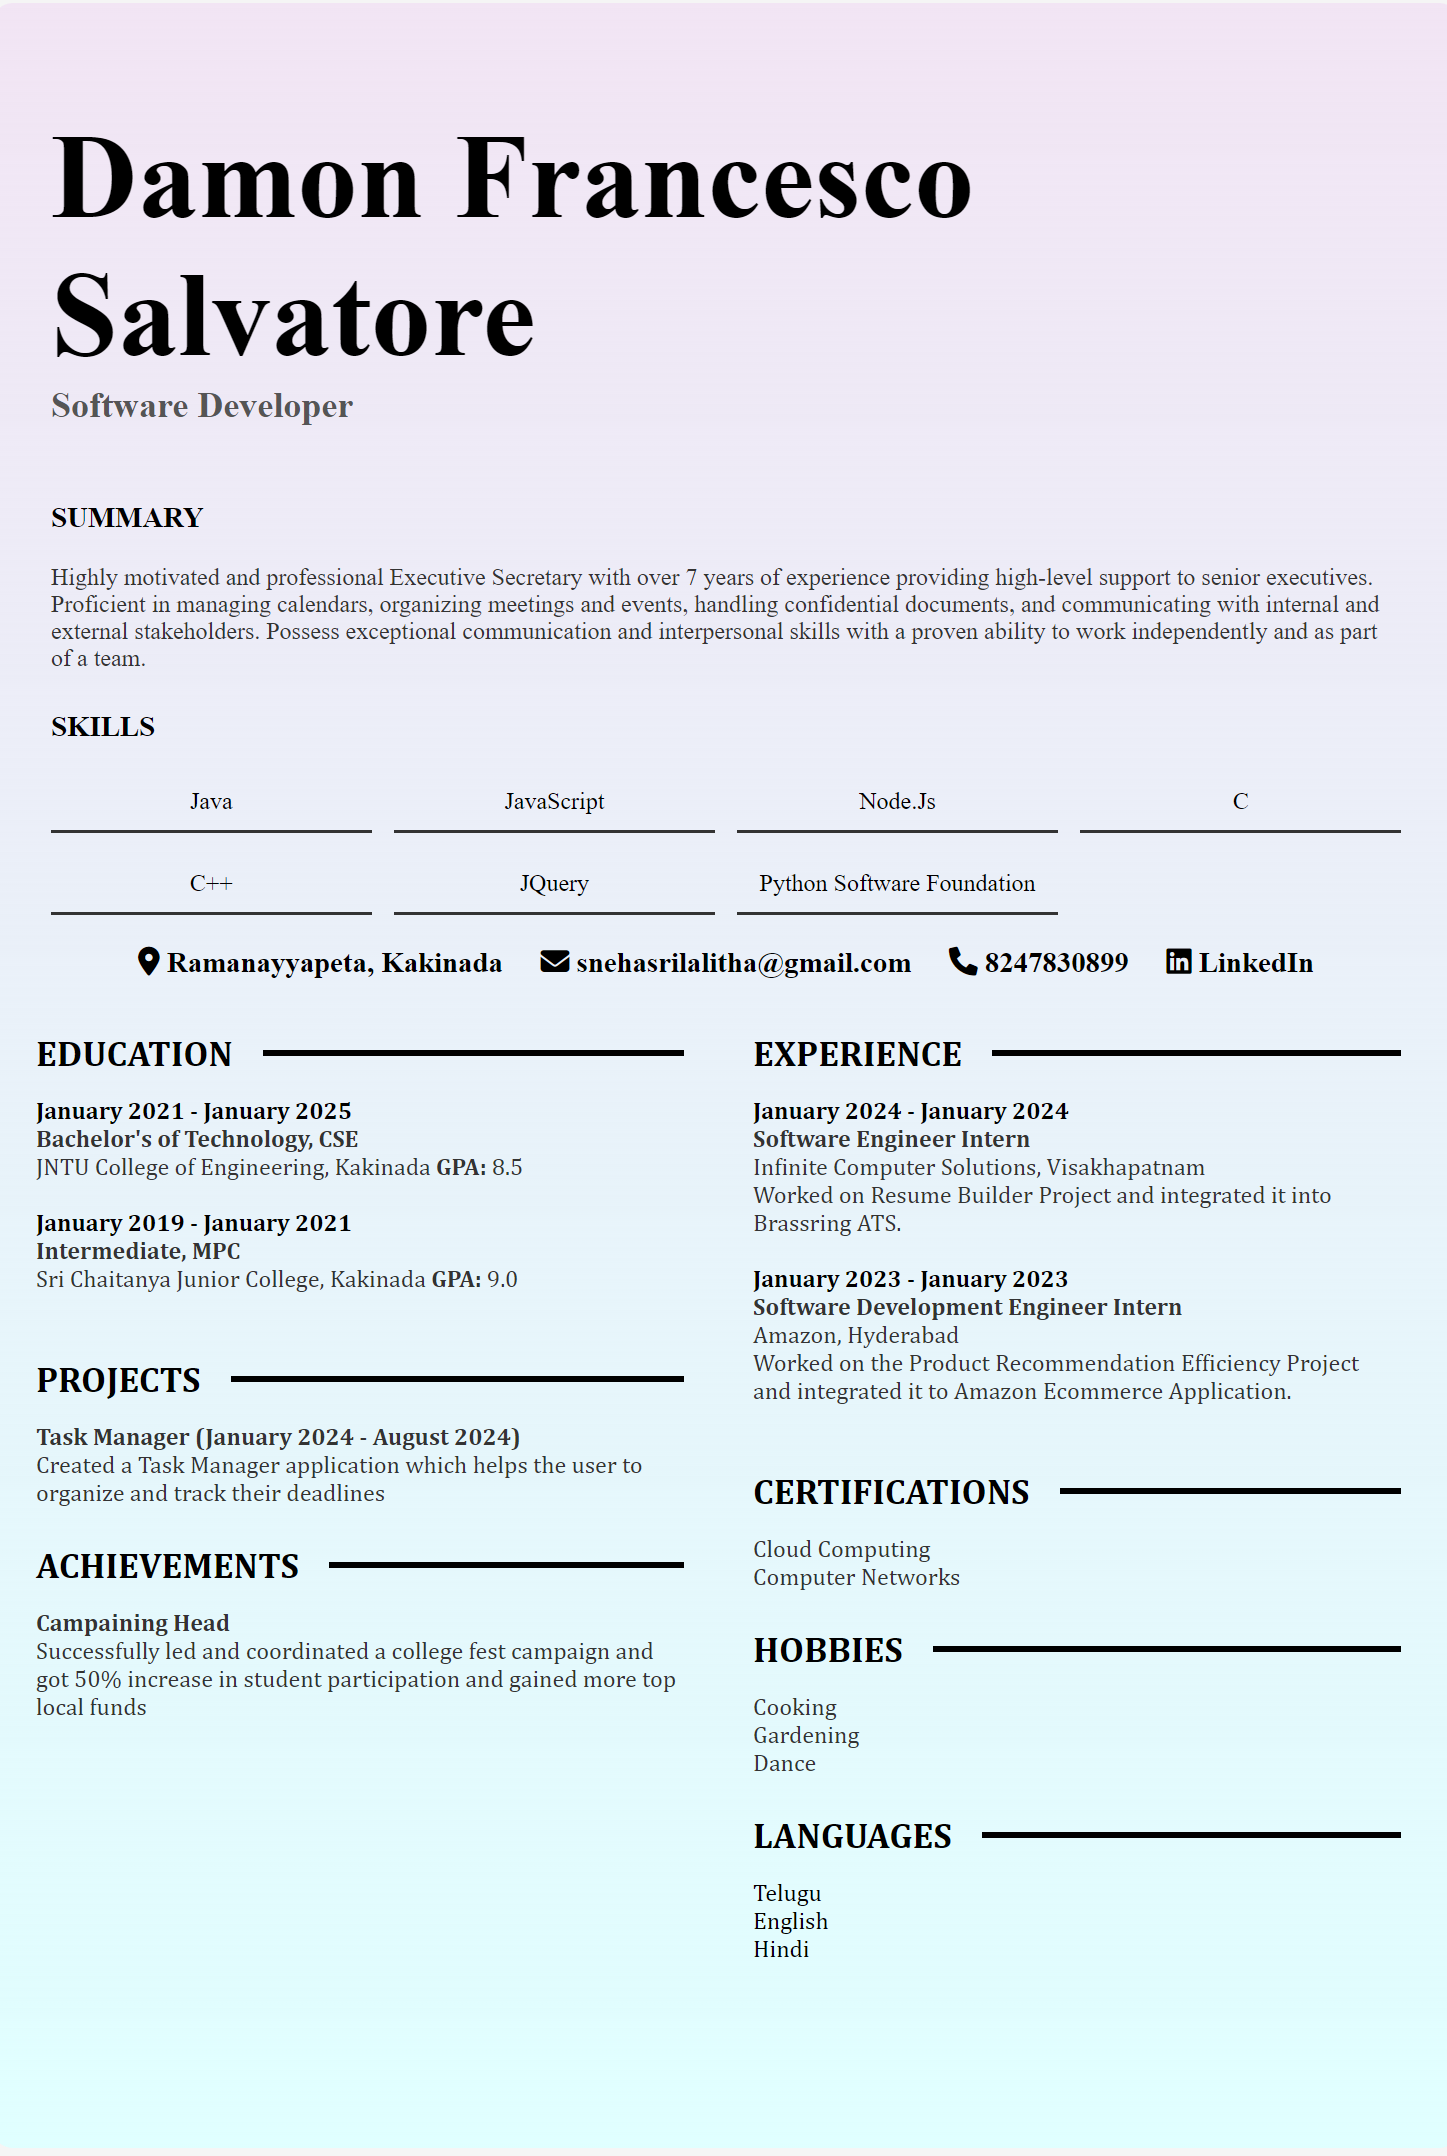 Damon Francesco
Salvatore
Software Developer
SUMMARY
Highly motivated and professional Executive Secretary with over 7 years of experience providing high-level support to senior executives.
Proficient in managing calendars, organizing meetings and events, handling confidential documents, and communicating with internal and
external stakeholders. Possess exceptional communication and interpersonal skills with a proven ability to work independently and as part
of a team.
SKILLS
Java JavaScript Node.Js C
C++ JQuery Python Software Foundation
Ramanayyapeta, Kakinada snehasrilalitha@gmail.com 8247830899 LinkedIn
EDUCATION
January 2021 - January 2025
Bachelor's of Technology, CSE
JNTU College of Engineering, Kakinada GPA: 8.5
January 2019 - January 2021
Intermediate, MPC
Sri Chaitanya Junior College, Kakinada GPA: 9.0
PROJECTS
Task Manager (January 2024 - August 2024)
Created a Task Manager application which helps the user to
organize and track their deadlines
ACHIEVEMENTS
Campaining Head
Successfully led and coordinated a college fest campaign and
got 50% increase in student participation and gained more top
local funds
EXPERIENCE
January 2024 - January 2024
Software Engineer Intern
Infinite Computer Solutions, Visakhapatnam
Worked on Resume Builder Project and integrated it into
Brassring ATS.
January 2023 - January 2023
Software Development Engineer Intern
Amazon, Hyderabad
Worked on the Product Recommendation Efficiency Project
and integrated it to Amazon Ecommerce Application.
CERTIFICATIONS
Cloud Computing
Computer Networks
HOBBIES
Cooking
Gardening
Dance
LANGUAGES
Telugu
English
Hindi